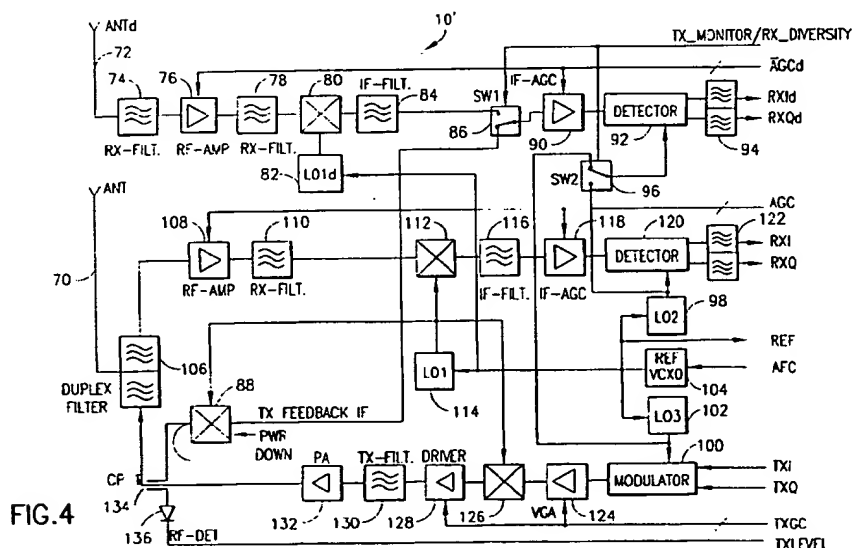 ANTd
10'
TX_MONITOR/RX_DIVERSITY
72
74
76
78
80
IF-FILT.
84
SW1
IF-AGC
AGCd
86
90
DETECTOR
92
94
RXId
RXQd
RX-FILT.
RF-AMP
RX-FILT.
82
LO1d
SW2
96
ANT
AGC
70
108
110
112
116
118
120
122
DETECTOR
RXI
RXQ
RF-AMP
RX-FILT.
IF-FILT.
IF-AGC
LO2
98
REF
106
DUPLEX
FILTER
88
LO1
114
REF
VCXO
104
AFC
TX FEEDBACK IF
PWR
DOWN
LO3
102
100
CP
134
PA
TX-FILT.
DRIVER
MODULATOR
TXI
TXQ
FIG.4
136
132
130
128
126
VGA
124
TXGC
RF-DET
TXLEVEL